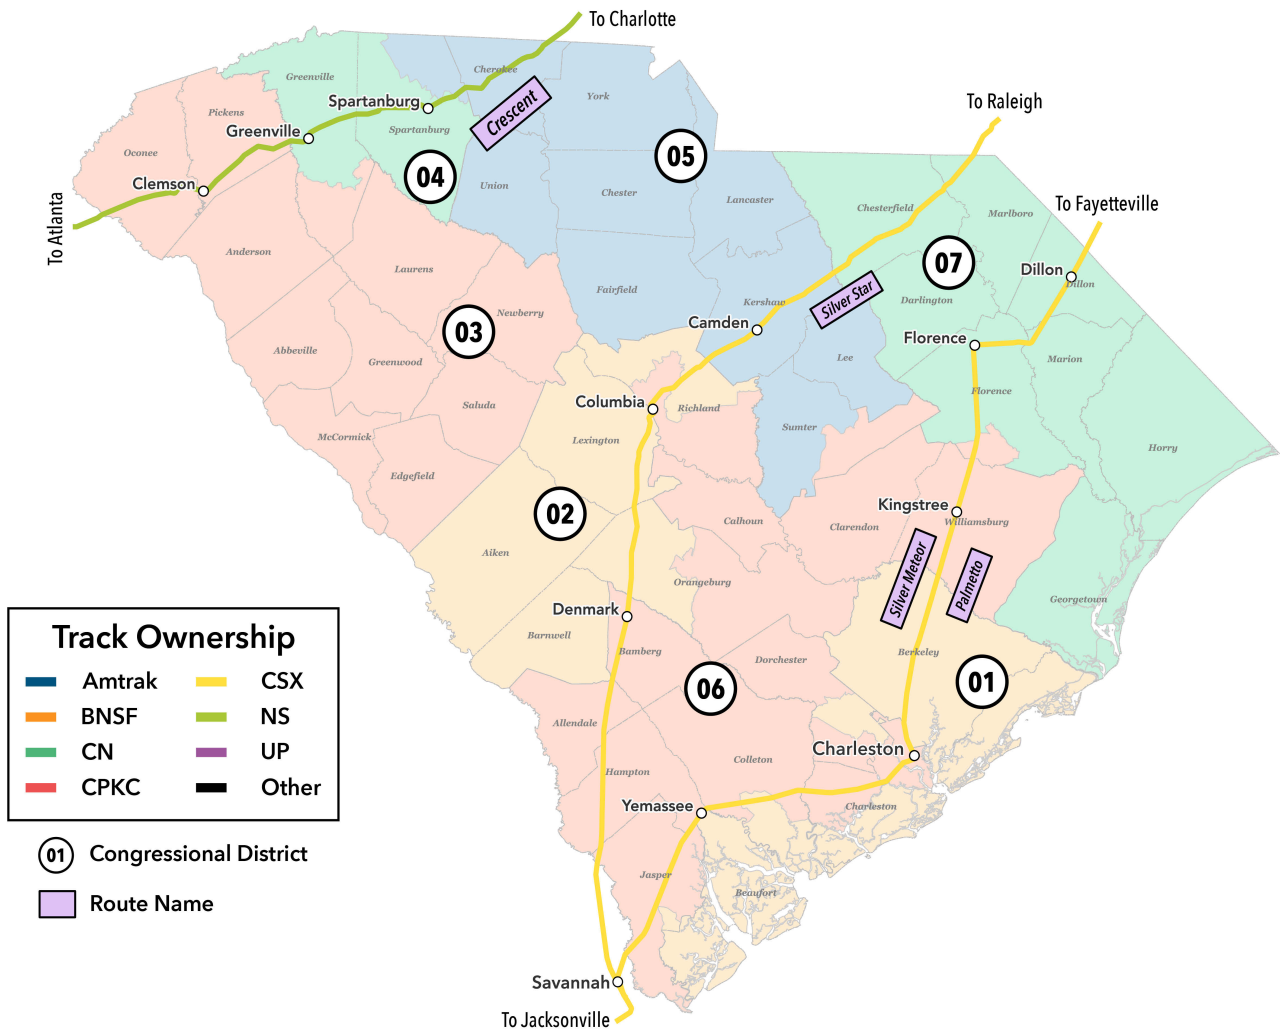 To Charlotte
Cherokee
Greenville
Spartanburg
York
Crescent
To Raleigh
Pickens
Greenville
Spartanburg
Oconee
05
04
Clemson
Union
Chester
Lancaster
To Atlanta
Chesterfield
Marlboro
To Fayetteville
Anderson
Laurens
07
Dillon
Dillon
Fairfield
Kershaw
Silver Star
Darlington
Newberry
03
Camden
Florence
Abbeville
Greenwood
Lee
Marion
Florence
Saluda
Columbia
Richland
McCormick
Lexington
Sumter
Horry
Edgefield
02
Calhoun
Kingstree
Clarendon
Williamsburg
Aiken
Orangeburg
Silver Meteor
Palmetto
Georgetown
Denmark
Barnwell
Bamberg
Dorchester
Berkeley
06
01
Allendale
Hampton
Colleton
Charleston
Yemassee
Charleston
Jasper
Beaufort
Savannah
To Jacksonville
Track Ownership
Amtrak
CSX
BNSF
NS
CN
UP
CPKC
Other
01 Congressional District
Route Name